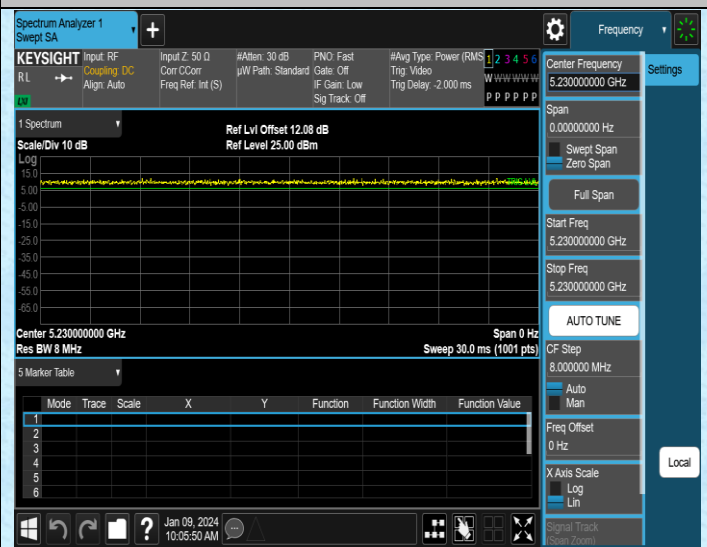 Spectrum Analyzer 1
Swept SA
Frequency
KEYSIGHT
Input: RF
Input Z: 50 Ω
#Atten: 30 dB
PNO: Fast
#Avg Type: Power (RMS
1 2 3 4 5 6
RL
Coupling: DC
Corr CCorr
µW Path: Standard
Gate: Off
Trig: Video
W W W W W W
Align: Auto
Freq Ref: Int (S)
IF Gain: Low
Trig Delay: -2.000 ms
P P P P P P
Sig Track: Off
Center Frequency
5.230000000 GHz
Settings
Span
0.00000000 Hz
Swept Span
Zero Span
Full Span
Start Freq
5.230000000 GHz
Stop Freq
5.230000000 GHz
AUTO TUNE
CF Step
8.000000 MHz
Auto
Man
Freq Offset
0 Hz
X Axis Scale
Log
Lin
Signal Track
(Span Zoom)
Local
1 Spectrum
Ref Lvl Offset 12.08 dB
Scale/Div 10 dB
Ref Level 25.00 dBm
Log
15.0
5.00
-5.00
-15.0
-25.0
-35.0
-45.0
-55.0
-65.0
Center 5.230000000 GHz
Span 0 Hz
Res BW 8 MHz
Sweep 30.0 ms (1001 pts)
5 Marker Table
Mode Trace Scale X Y Function Function Width Function Value
1
2
3
4
5
6
?
Jan 09, 2024
10:05:50 AM